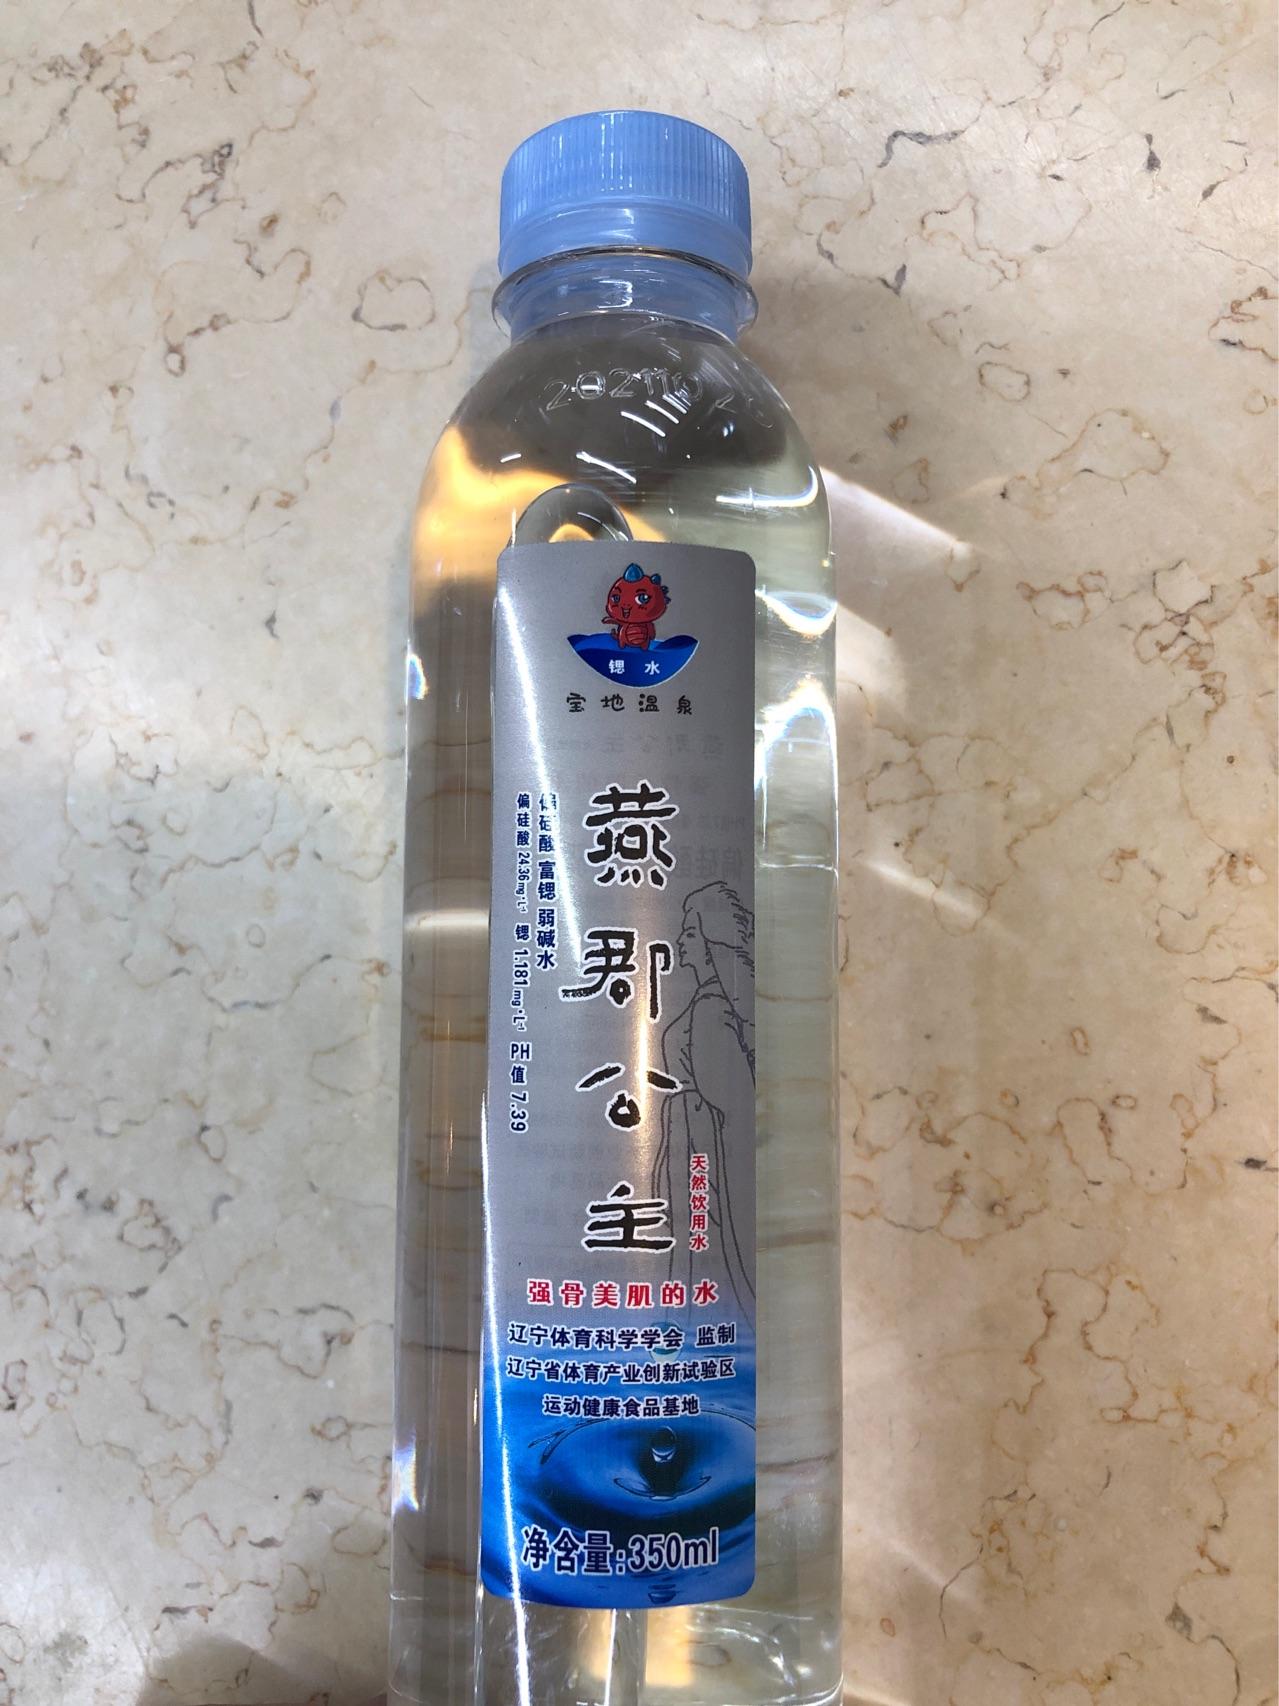 锶水
宝地温泉
燕郡公主
偏硅酸 富锶 弱碱水
偏硅酸 24.36mg·L⁻¹ 锶 1.181mg·L⁻¹ PH值 7.39
天然饮用水
强骨美肌的水
辽宁体育科学学会 监制
辽宁省体育产业创新试验区
运动健康食品基地
净含量:350ml